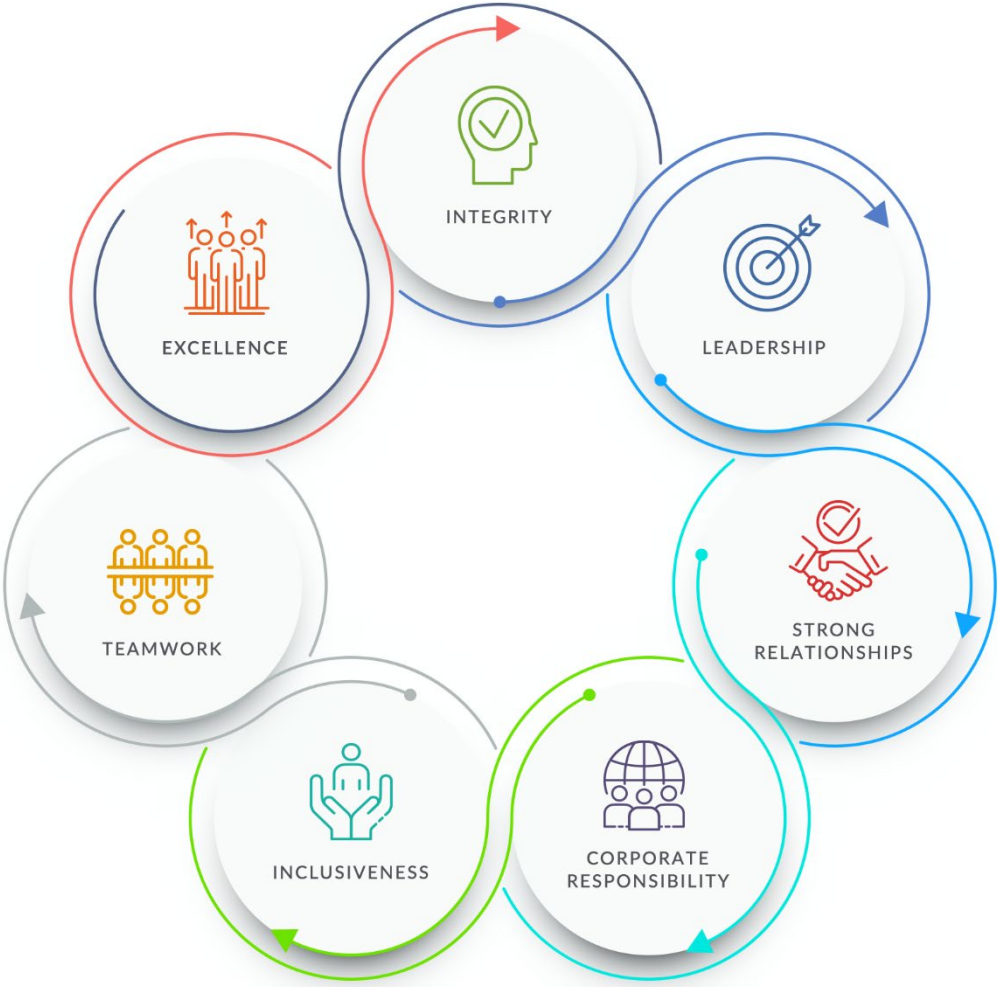 INTEGRITY
LEADERSHIP
STRONG
RELATIONSHIPS
CORPORATE
RESPONSIBILITY
INCLUSIVENESS
TEAMWORK
EXCELLENCE